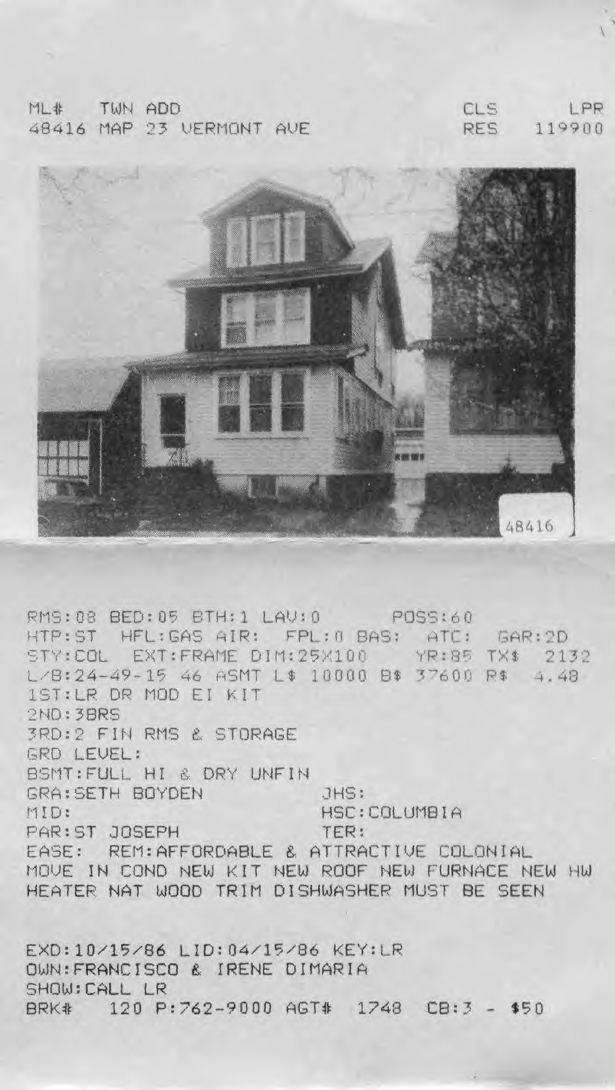 ML# TWN ADD CLS LPR
48416 MAP 23 VERMONT AVE RES 119900
48416
RMS:08 BED:05 BTH:1 LAV:0 POSS:60
HTP:ST HFL:GAS AIR: FPL:0 BAS: ATC: GAR:2D
STY:COL EXT:FRAME DIM:25X100 YR:85 TX$ 2132
L/B:24-49-15 46 ASMT L$ 10000 B$ 37600 R$ 4.48
1ST:LR DR MOD EI KIT
2ND:3BRS
3RD:2 FIN RMS & STORAGE
GRD LEVEL:
BSMT:FULL HI & DRY UNFIN
GRA:SETH BOYDEN JHS:
MID: HSC:COLUMBIA
PAR:ST JOSEPH TER:
EASE: REM:AFFORDABLE & ATTRACTIVE COLONIAL
MOVE IN COND NEW KIT NEW ROOF NEW FURNACE NEW HW
HEATER NAT WOOD TRIM DISHWASHER MUST BE SEEN
EXD:10/15/86 LID:04/15/86 KEY:LR
OWN:FRANCISCO & IRENE DIMARIA
SHOW:CALL LR
BRK# 120 P:762-9000 AGT# 1748 CB:3 - $50